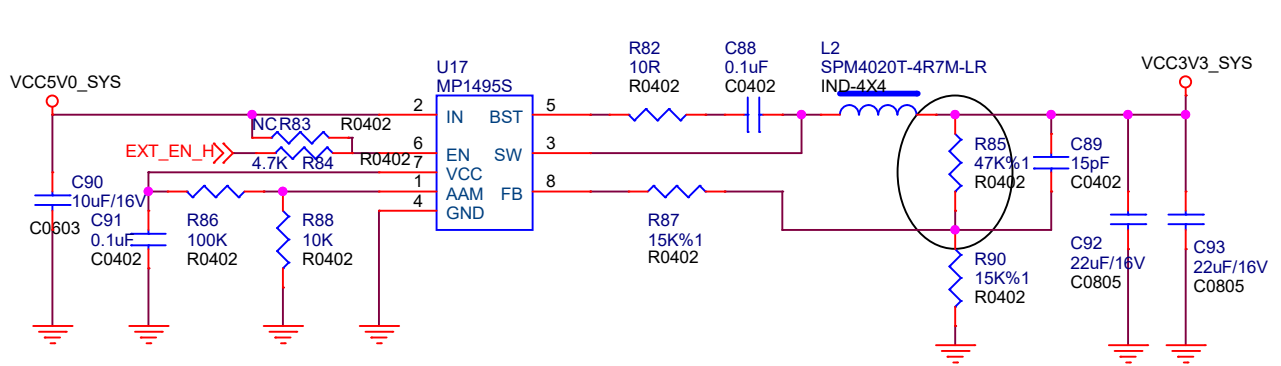 VCC5V0_SYS
U17
MP1495S
2
IN
BST
5
6
EN
SW
3
7
VCC
1
AAM
FB
8
4
GND
NC
R83
R0402
EXT_EN_H
4.7K
R84
R0402
C90
10uF/16V
C0603
C91
0.1uF
C0402
R86
100K
R0402
R88
10K
R0402
R82
10R
R0402
C88
0.1uF
C0402
L2
SPM4020T-4R7M-LR
IND-4X4
VCC3V3_SYS
R87
15K%1
R0402
R85
47K%1
R0402
C89
15pF
C0402
R90
15K%1
R0402
C92
22uF/16V
C0805
C93
22uF/16V
C0805